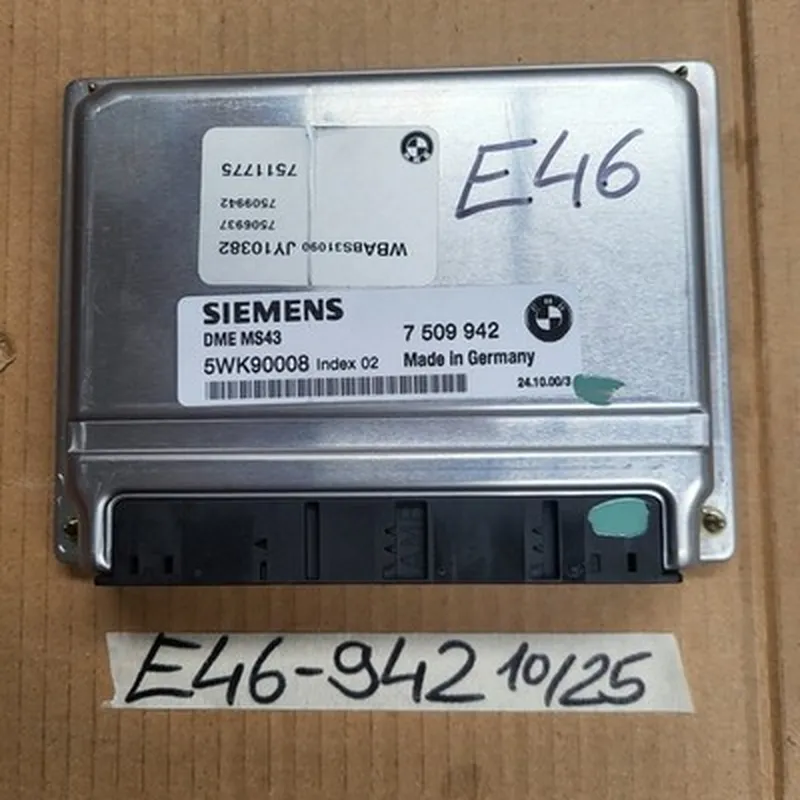 E46
7511775
7509942
7506937
WBABS31090 JY10382
SIEMENS
DME MS43
7 509 942
5WK90008 Index 02
Made in Germany
24.10.00/3
E46-942 10/25